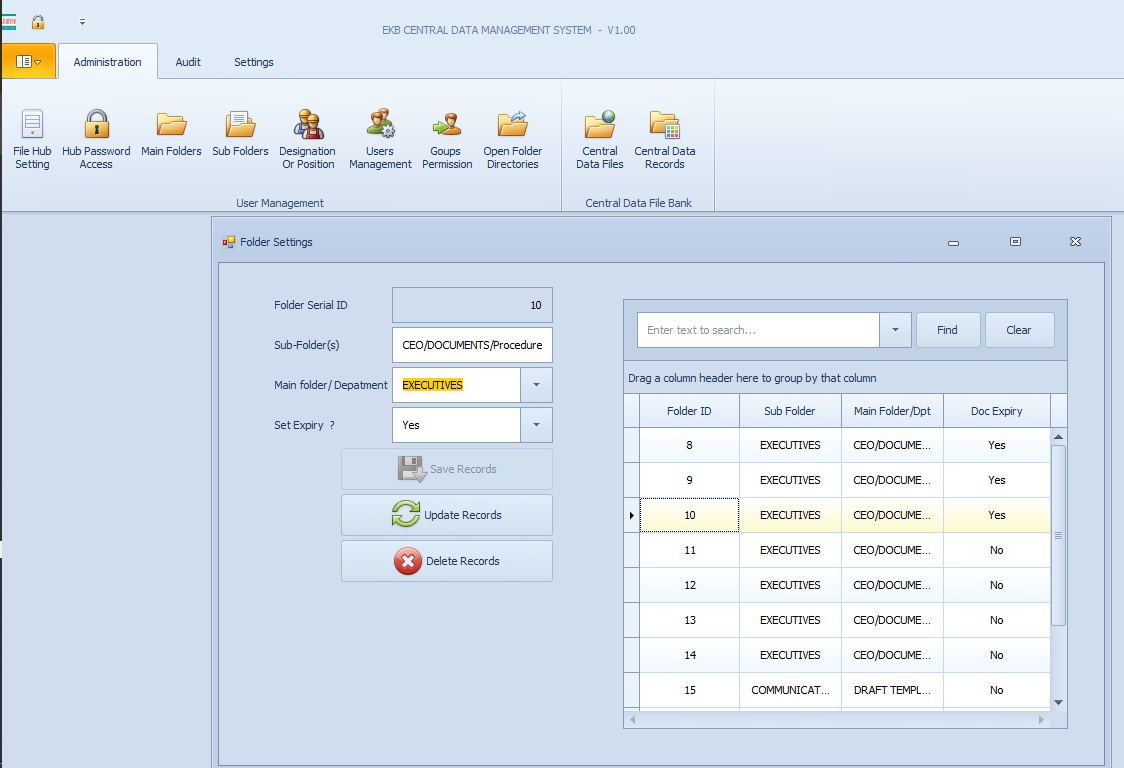 EKB CENTRAL DATA MANAGEMENT SYSTEM - V1.00
Administration
Audit
Settings
File Hub
Setting
Hub Password
Access
Main Folders
Sub Folders
Designation
Or Position
Users
Management
Goups
Permission
Open Folder
Directories
Central
Data Files
Central Data
Records
User Management
Central Data File Bank
Folder Settings
Folder Serial ID
10
Sub-Folder(s)
CEO/DOCUMENTS/Procedure
Main folder/ Depatment
EXECUTIVES
Set Expiry ?
Yes
Save Records
Update Records
Delete Records
Enter text to search...
Find
Clear
Drag a column header here to group by that column
Folder ID Sub Folder Main Folder/Dpt Doc Expiry
8 EXECUTIVES CEO/DOCUME... Yes
9 EXECUTIVES CEO/DOCUME... Yes
10 EXECUTIVES CEO/DOCUME... Yes
11 EXECUTIVES CEO/DOCUME... No
12 EXECUTIVES CEO/DOCUME... No
13 EXECUTIVES CEO/DOCUME... No
14 EXECUTIVES CEO/DOCUME... No
15 COMMUNICAT... DRAFT TEMPL... No